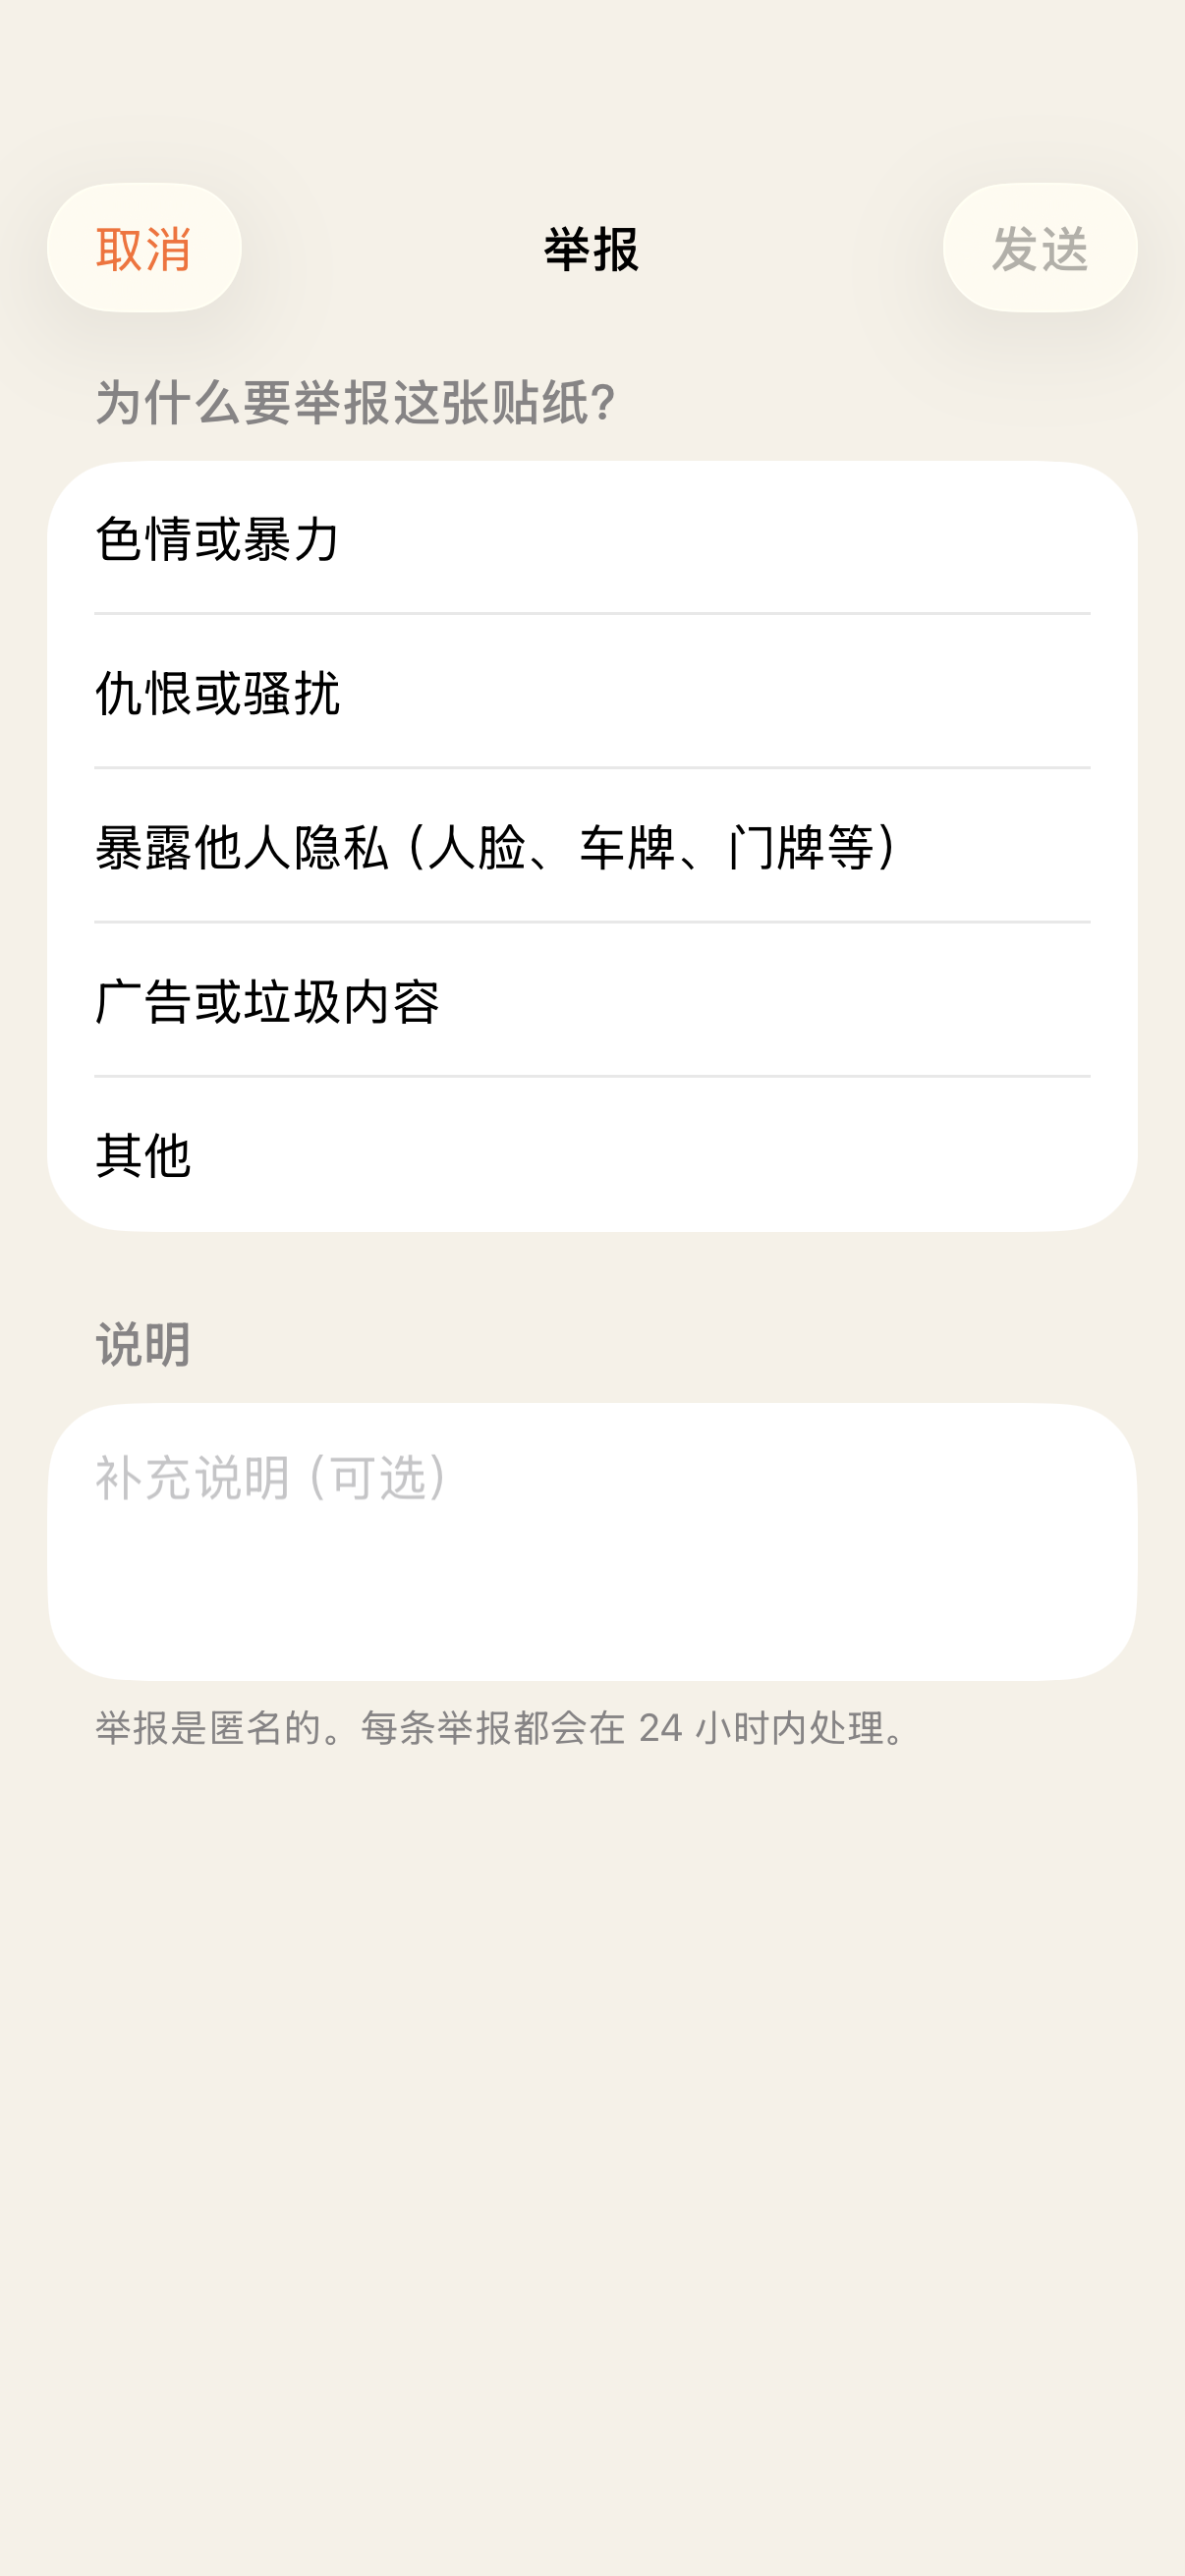 取消
举报
发送
为什么要举报这张贴纸?
色情或暴力
仇恨或骚扰
暴露他人隐私（人脸、车牌、门牌等）
广告或垃圾内容
其他
说明
补充说明（可选）
举报是匿名的。每条举报都会在 24 小时内处理。